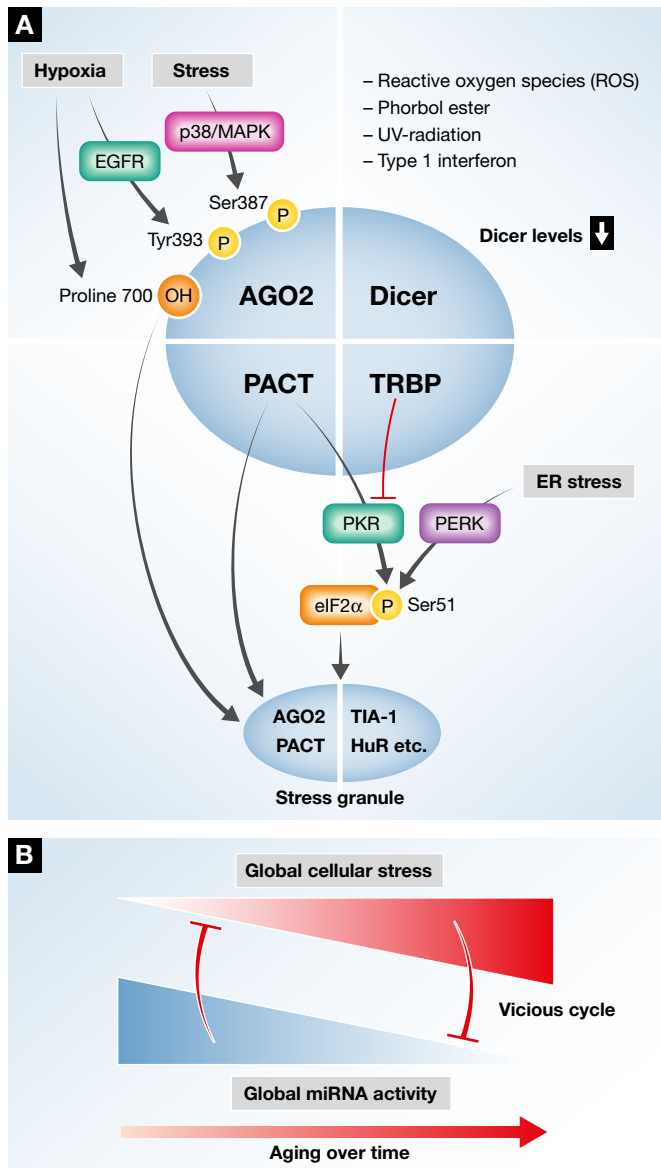 A
Hypoxia
Stress
– Reactive oxygen species (ROS)
– Phorbol ester
– UV-radiation
– Type 1 interferon
p38/MAPK
EGFR
Ser387
P
Tyr393
P
Dicer levels
Proline 700
OH
AGO2
Dicer
PACT
TRBP
ER stress
PKR
PERK
eIF2α
P
Ser51
AGO2
TIA-1
PACT
HuR etc.
Stress granule
B
Global cellular stress
Vicious cycle
Global miRNA activity
Aging over time